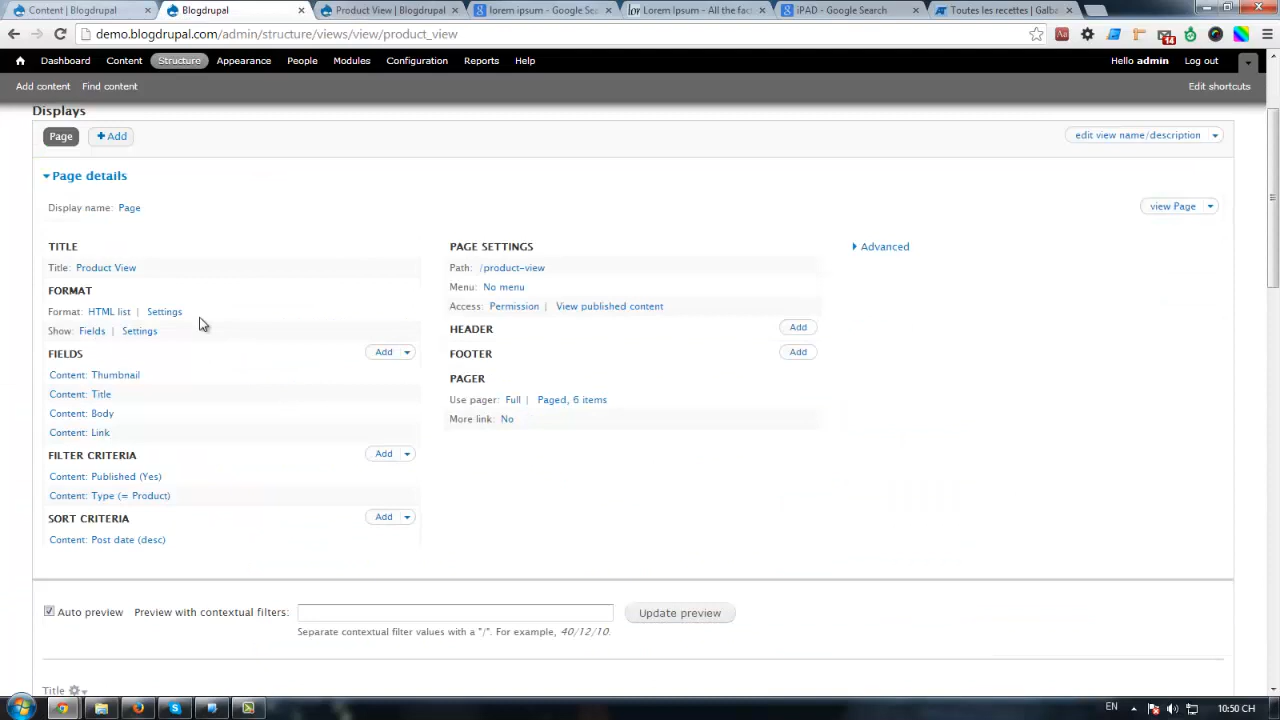 Content | Blogdrupal
Blogdrupal
Product View | Blogdrupal
lorem ipsum - Google Sea
Lorem Ipsum - All the fac
iPAD - Google Search
Toutes les recettes | Galba
demo.blogdrupal.com/admin/structure/views/view/product_view
14
Dashboard Content Structure Appearance People Modules Configuration Reports Help Hello admin Log out
Add content Find content Edit shortcuts
Displays
Page + Add edit view name/description
Page details
Display name: Page view Page
TITLE
Title: Product View
FORMAT
Format: HTML list | Settings
Show: Fields | Settings
FIELDS Add
Content: Thumbnail
Content: Title
Content: Body
Content: Link
FILTER CRITERIA Add
Content: Published (Yes)
Content: Type (= Product)
SORT CRITERIA Add
Content: Post date (desc)
PAGE SETTINGS
Path: /product-view
Menu: No menu
Access: Permission | View published content
HEADER Add
FOOTER Add
PAGER
Use pager: Full | Paged, 6 items
More link: No
Advanced
Auto preview Preview with contextual filters: Update preview
Separate contextual filter values with a "/". For example, 40/12/10.
Title
EN 10:50 CH